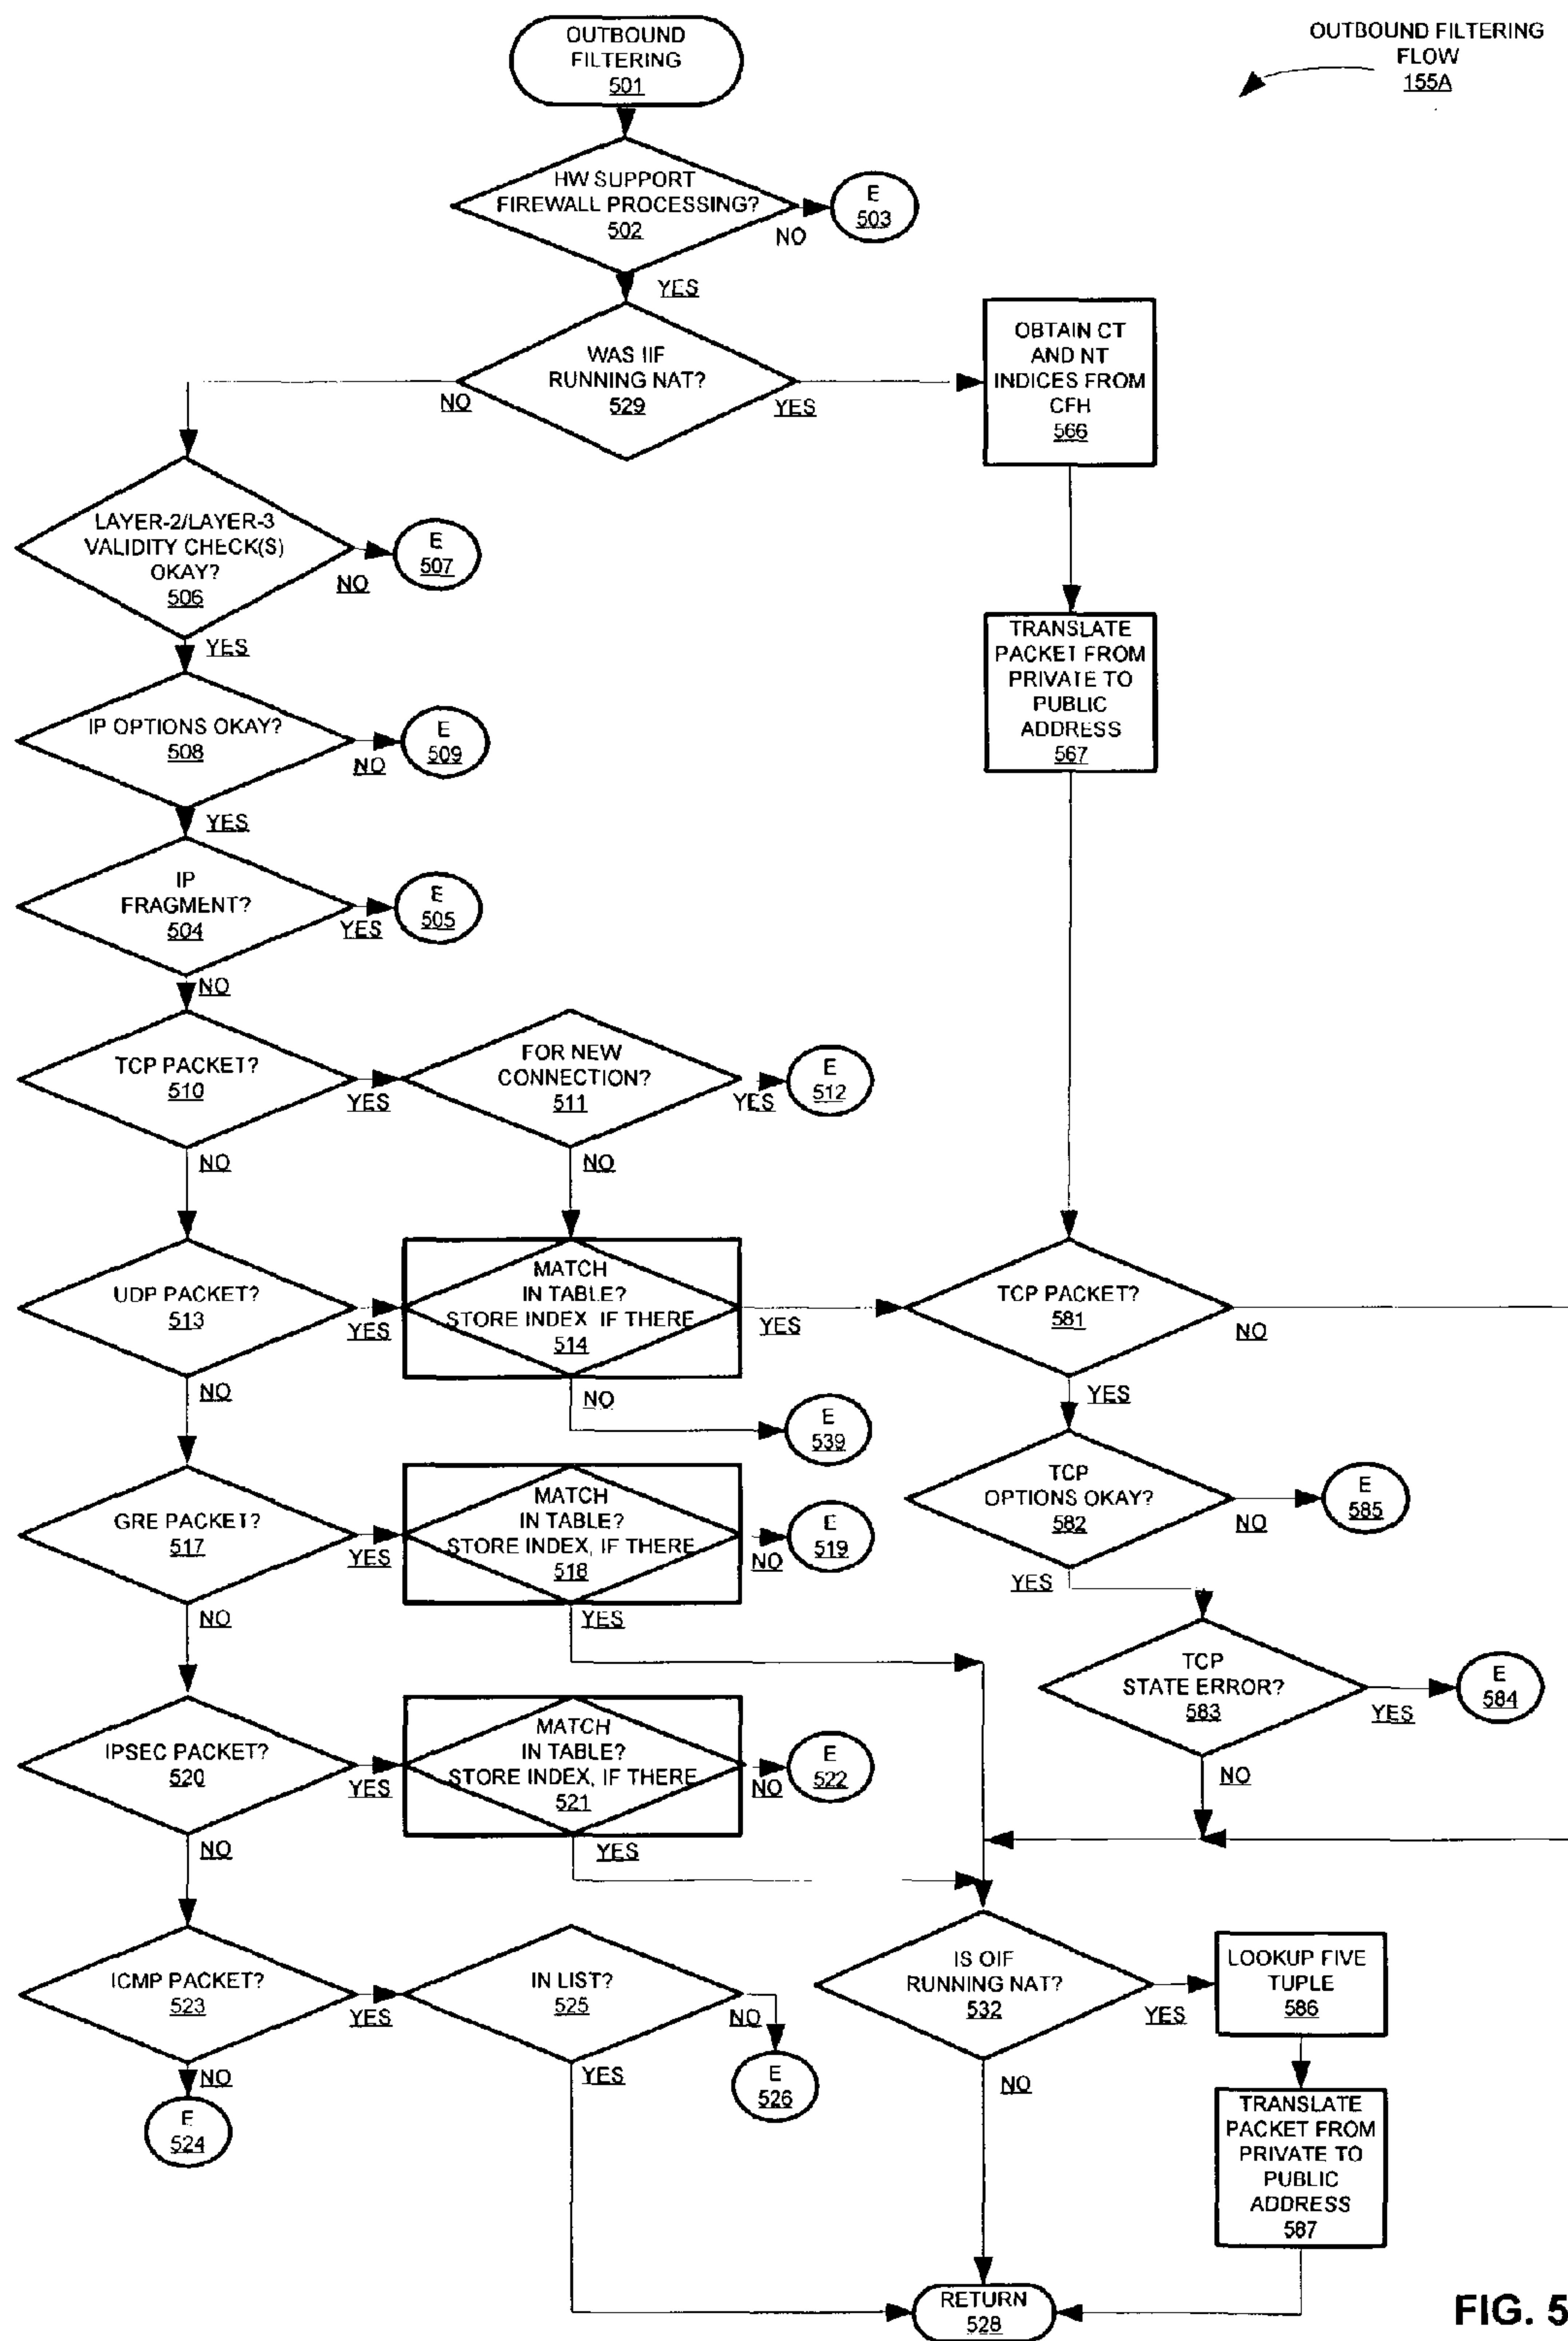 OUTBOUND
FILTERING
501
OUTBOUND FILTERING
FLOW
155A
HW SUPPORT
FIREWALL PROCESSING?
502
NO
E
503
YES
WAS IIF
RUNNING NAT?
529
NO
YES
OBTAIN CT
AND NT
INDICES FROM
CFH
566
LAYER-2/LAYER-3
VALIDITY CHECK(S)
OKAY?
506
NO
E
507
YES
TRANSLATE
PACKET FROM
PRIVATE TO
PUBLIC
ADDRESS
567
IP OPTIONS OKAY?
508
NO
E
509
YES
IP
FRAGMENT?
504
YES
E
505
NO
TCP PACKET?
510
YES
FOR NEW
CONNECTION?
511
YES
E
512
NO
NO
UDP PACKET?
513
YES
MATCH
IN TABLE?
STORE INDEX IF THERE
514
YES
TCP PACKET?
581
NO
NO
NO
E
539
YES
TCP
OPTIONS OKAY?
582
NO
E
585
GRE PACKET?
517
YES
MATCH
IN TABLE?
STORE INDEX, IF THERE
518
NO
E
519
YES
NO
YES
TCP
STATE ERROR?
583
YES
E
584
IPSEC PACKET?
520
YES
MATCH
IN TABLE?
STORE INDEX, IF THERE
521
NO
E
522
NO
NO
YES
ICMP PACKET?
523
YES
IN LIST?
525
NO
E
526
IS OIF
RUNNING NAT?
532
YES
LOOKUP FIVE
TUPLE
586
NO
E
524
YES
NO
TRANSLATE
PACKET FROM
PRIVATE TO
PUBLIC
ADDRESS
587
RETURN
528
FIG. 5